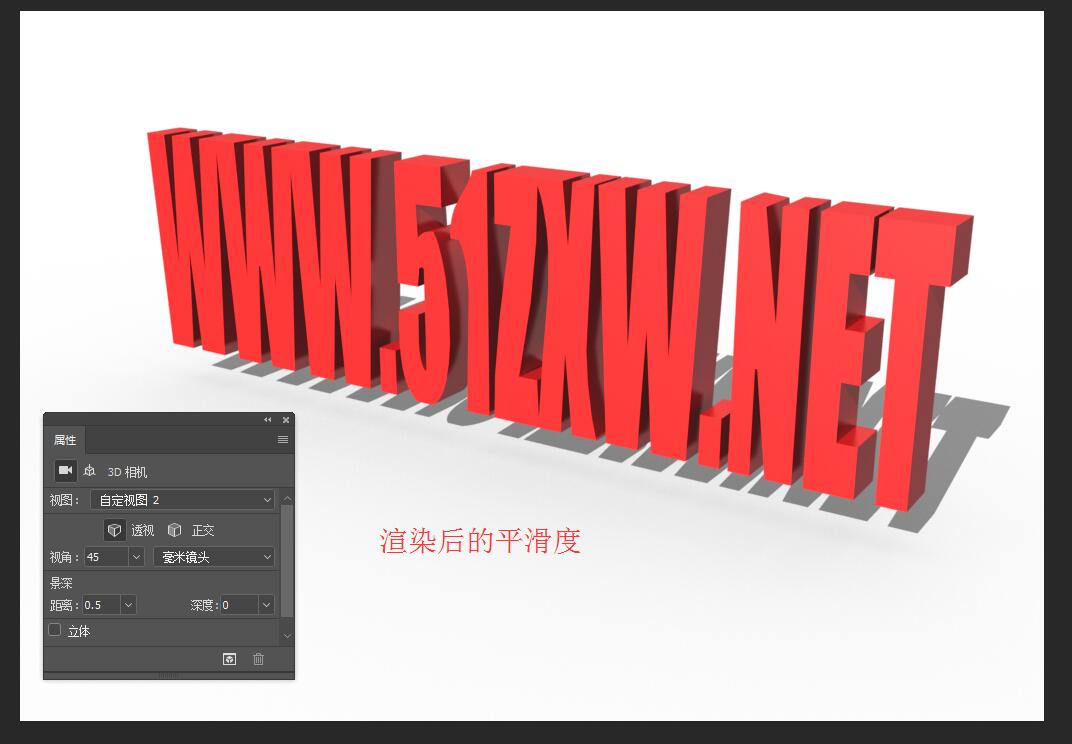 WWW.512XW.NET
属性
3D 相机
视图： 自定视图 2
透视 正交
视角： 45 毫米镜头
景深
距离： 0.5 深度： 0
立体
渲染后的平滑度